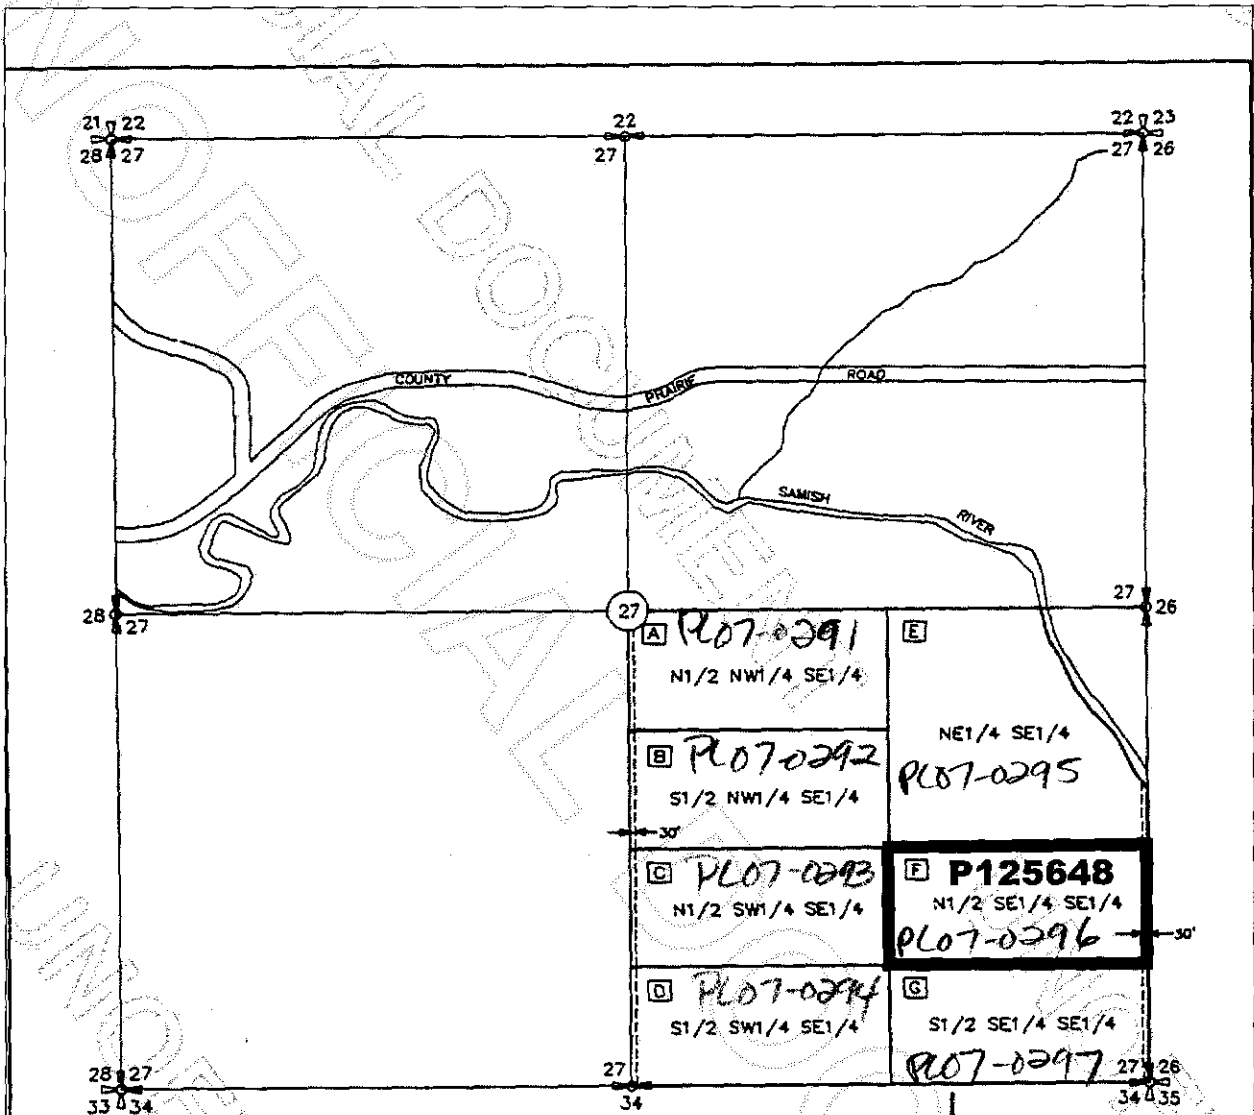 21 22
28 27
22
27
22 23
27 26
COUNTY
PRAIRIE
ROAD
SAMISH
RIVER
28 27
27
27 26
A PL07-0291
N1/2 NW1/4 SE1/4
E
NE1/4 SE1/4
PL07-0295
B PL07-0292
S1/2 NW1/4 SE1/4
30'
C PL07-0293
N1/2 SW1/4 SE1/4
F P125648
N1/2 SE1/4 SE1/4
PL07-0296
30'
D PL07-0294
S1/2 SW1/4 SE1/4
G
S1/2 SE1/4 SE1/4
PL07-0297
28 27
33 34
27
34
27 26
34 35
UNOFFICIAL DOCUMENT